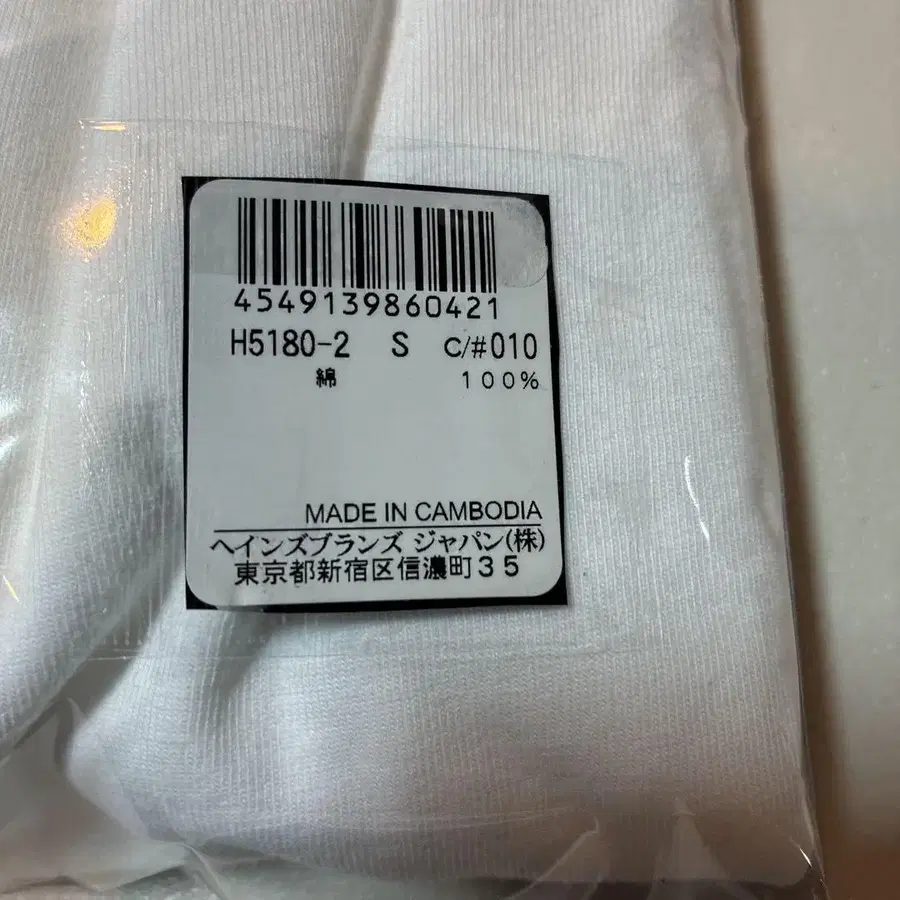 4549139860421
H5180-2 S C/#010
綿 100%
MADE IN CAMBODIA
ヘインズブランズ ジャパン(株)
東京都新宿区信濃町35